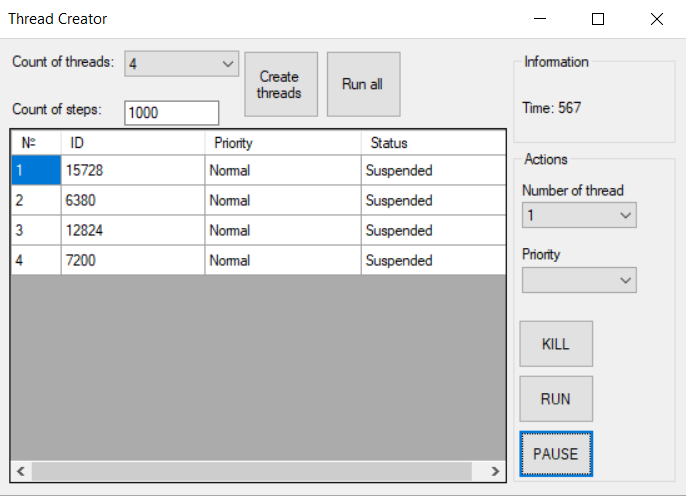 Thread Creator
Count of threads: 4
Create
threads
Run all
Count of steps: 1000
№ ID Priority Status
1 15728 Normal Suspended
2 6380 Normal Suspended
3 12824 Normal Suspended
4 7200 Normal Suspended
Information
Time: 567
Actions
Number of thread
1
Priority
KILL
RUN
PAUSE